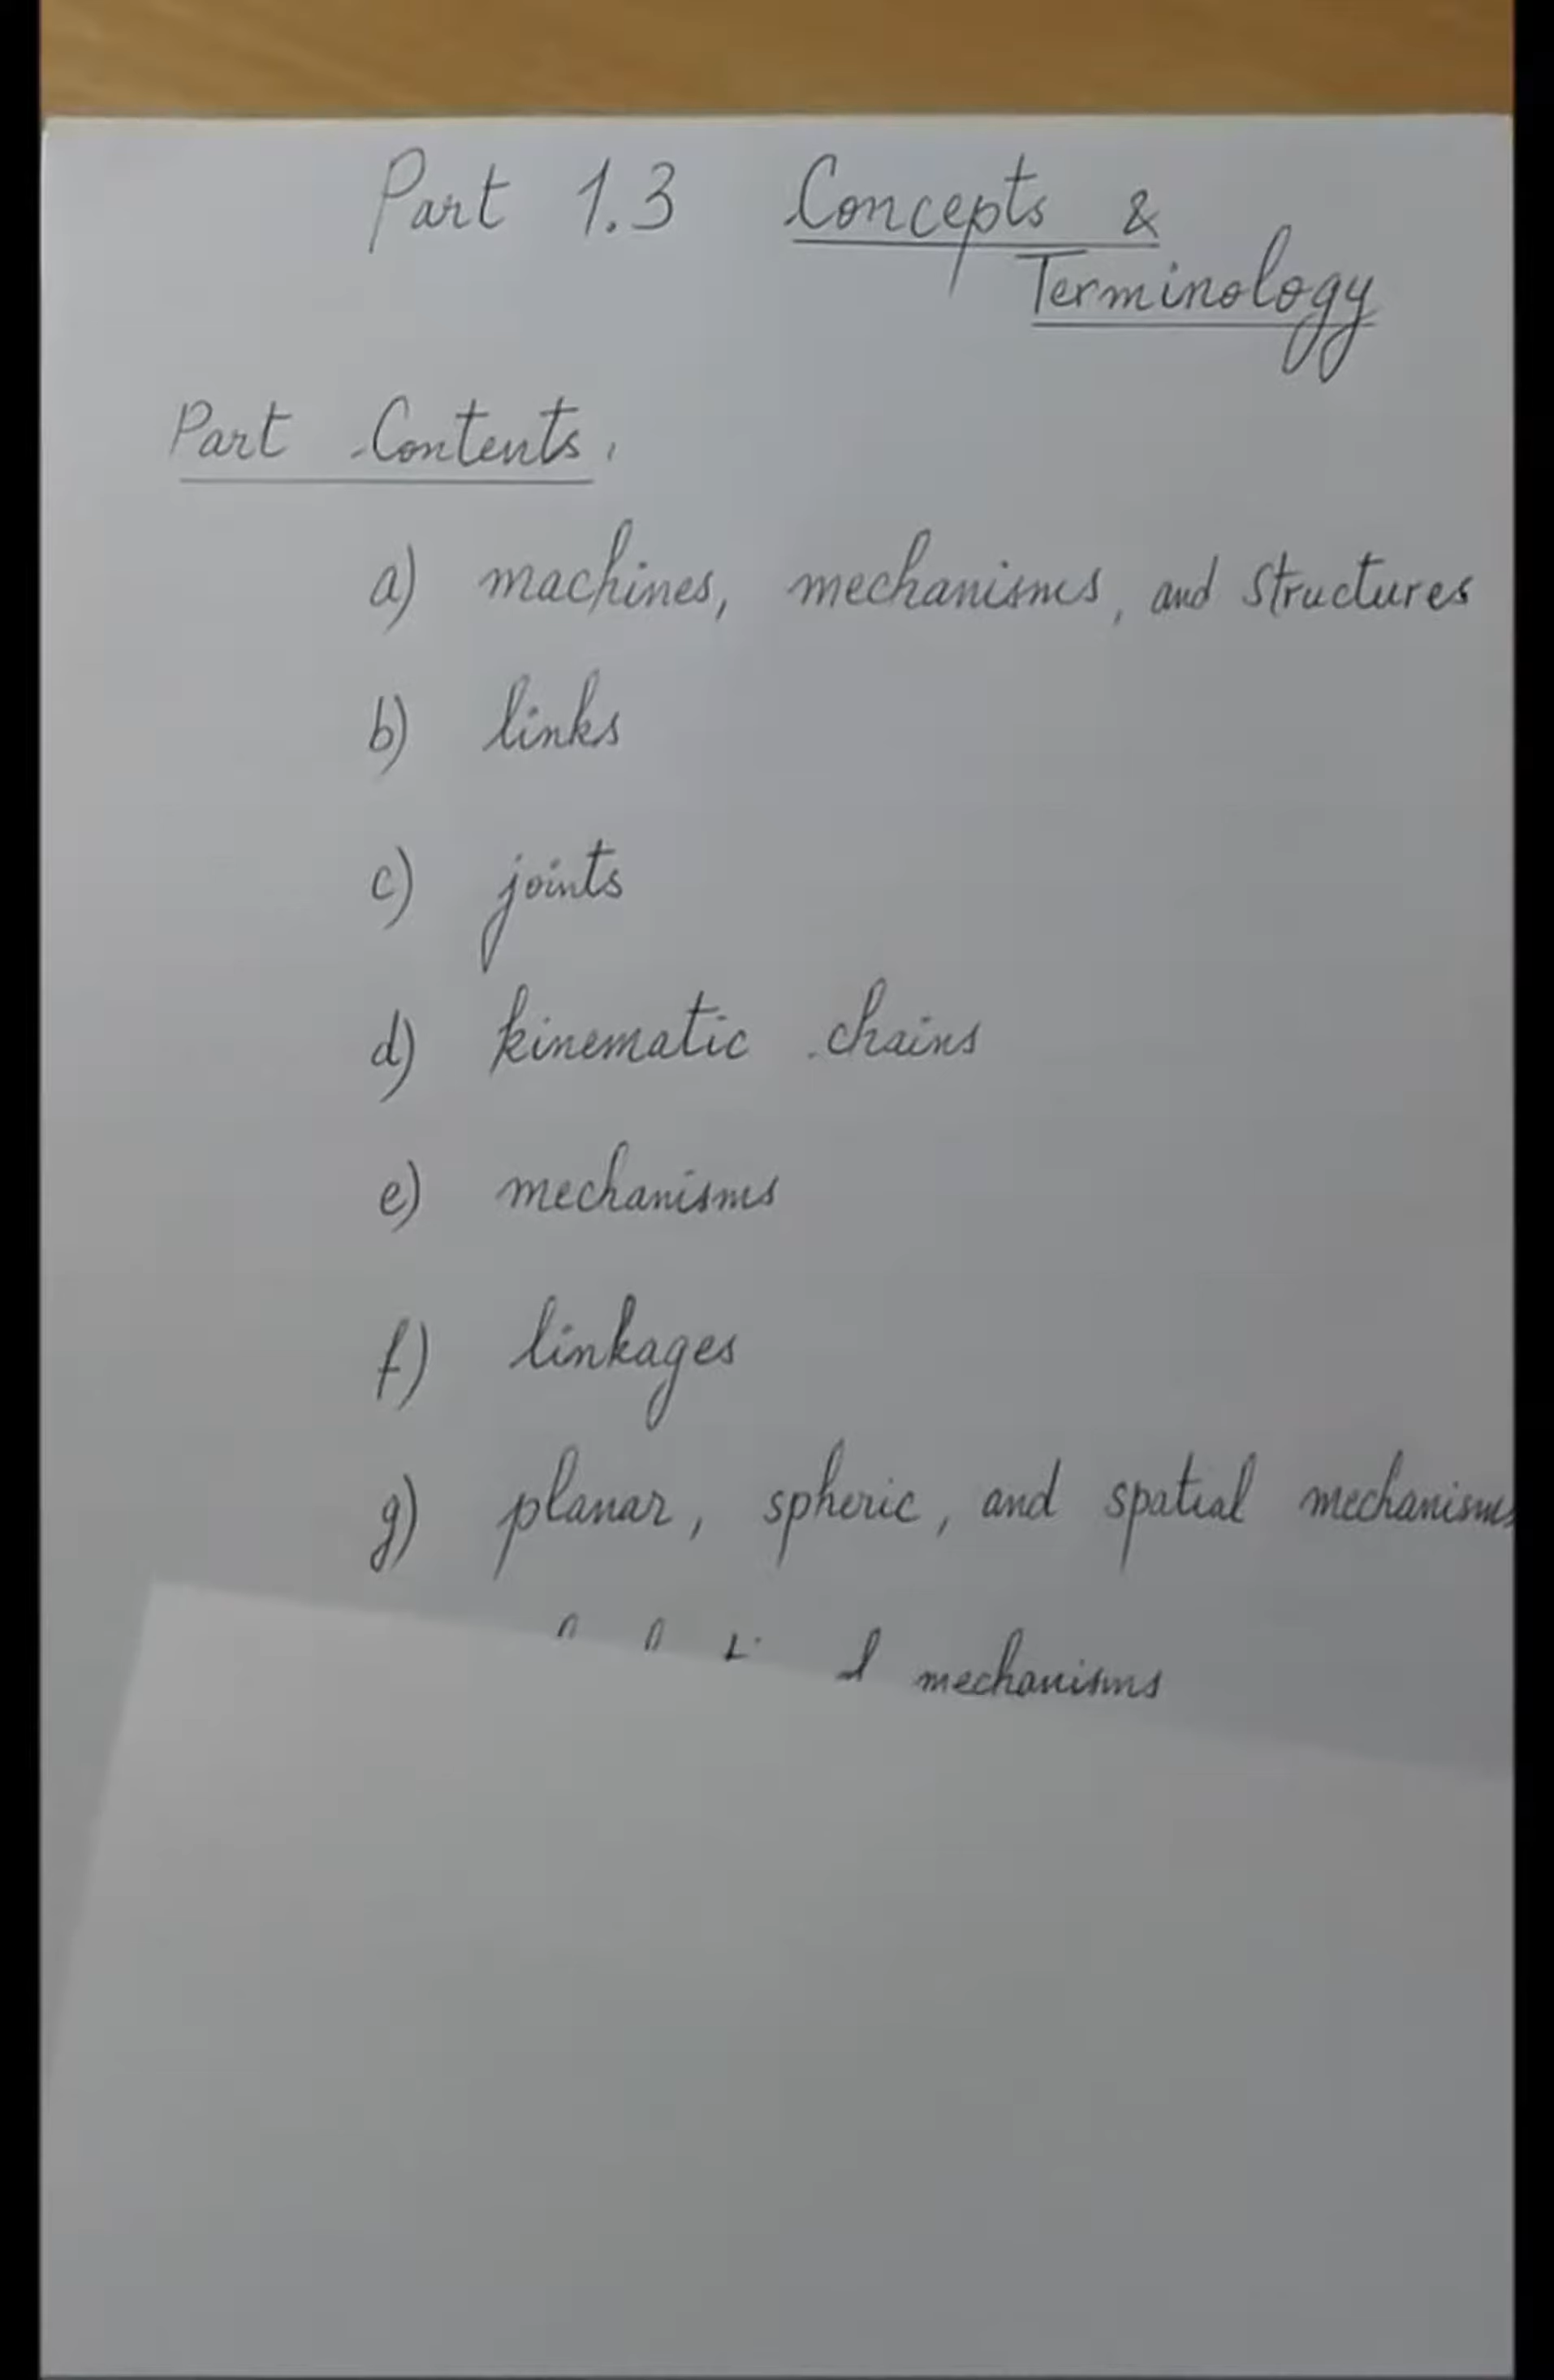 Part 1.3 Concepts &
Terminology
Part Contents.
a) machines, mechanisms, and structures
b) links
c) joints
d) kinematic chains
e) mechanisms
f) linkages
g) planar, spheric, and spatial mechanisms
mechanisms